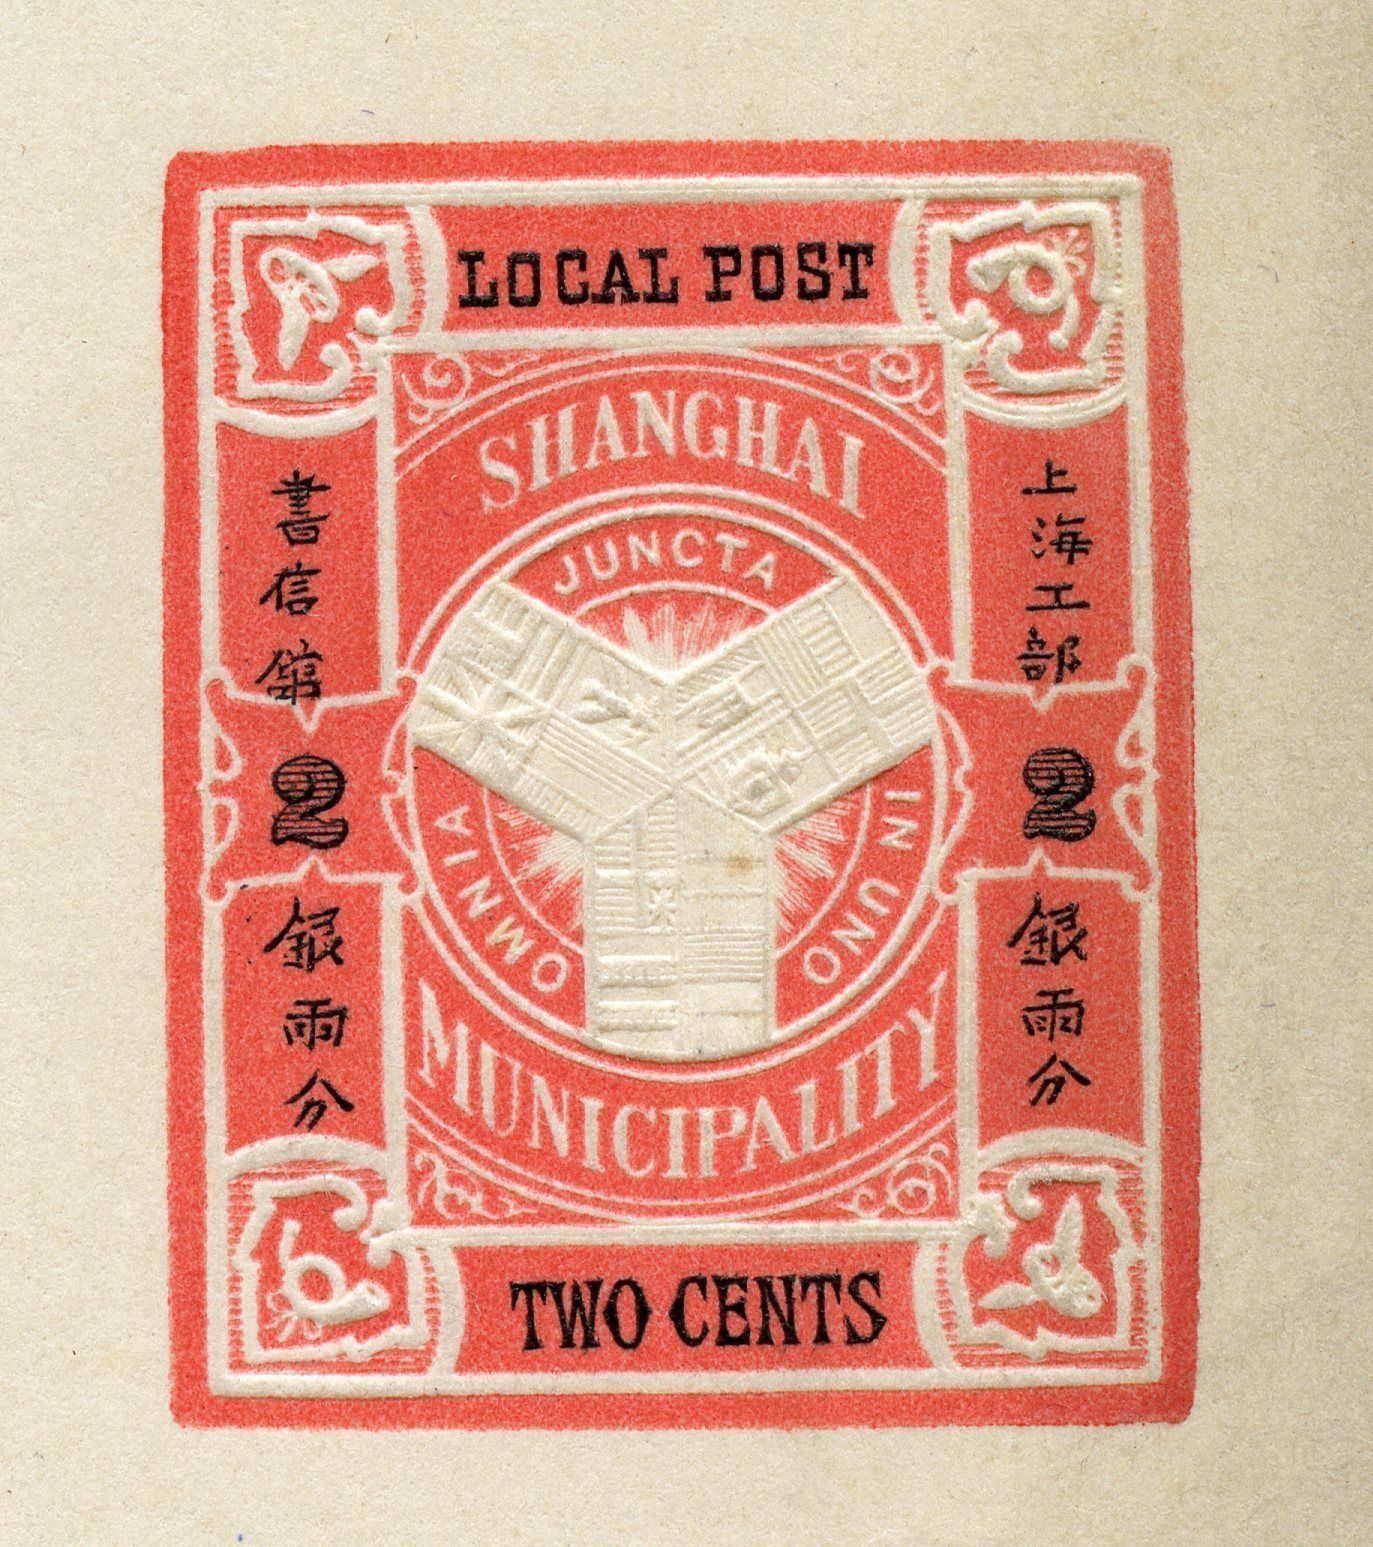 LOCAL POST
SHANGHAI
MUNICIPALITY
OMNIA JUNCTA IN UNO
上海工部
書信館
2
2
銀兩分
銀兩分
TWO CENTS